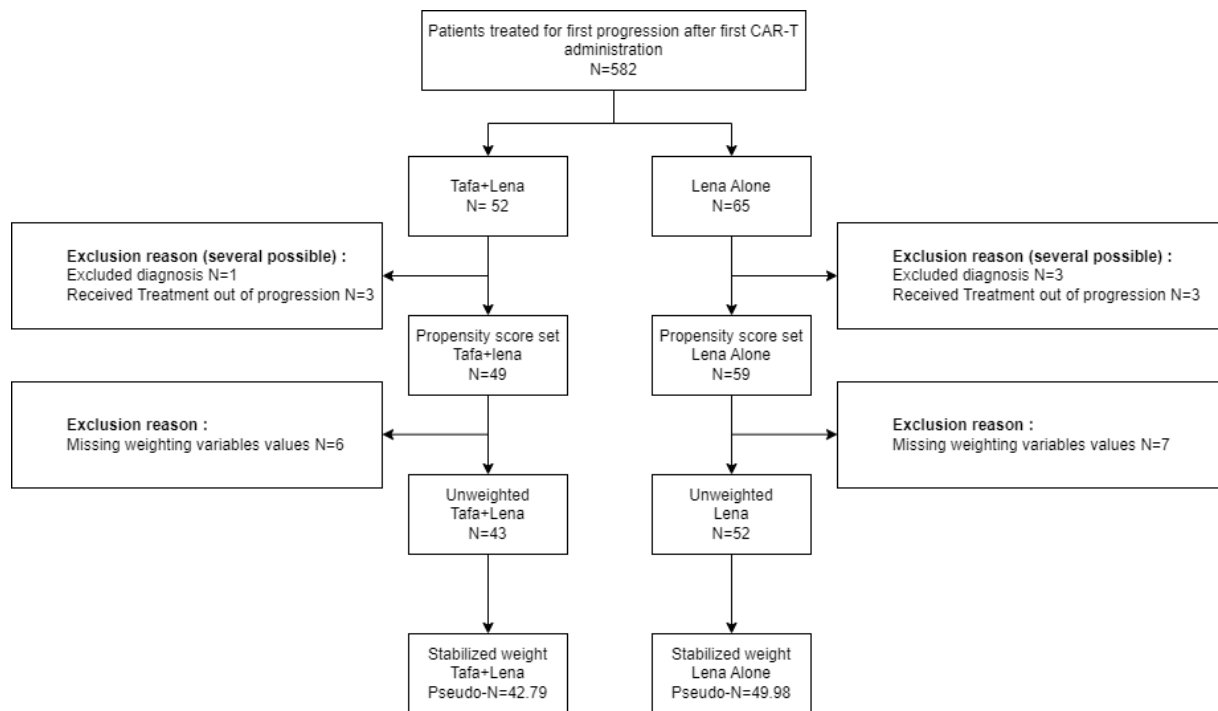 Patients treated for first progression after first CAR-T
administration
N=582
Tafa+Lena
N= 52
Lena Alone
N=65
Exclusion reason (several possible) :
Excluded diagnosis N=1
Received Treatment out of progression N=3
Exclusion reason (several possible) :
Excluded diagnosis N=3
Received Treatment out of progression N=3
Propensity score set
Tafa+lena
N=49
Propensity score set
Lena Alone
N=59
Exclusion reason :
Missing weighting variables values N=6
Exclusion reason :
Missing weighting variables values N=7
Unweighted
Tafa+Lena
N=43
Unweighted
Lena
N=52
Stabilized weight
Tafa+Lena
Pseudo-N=42.79
Stabilized weight
Lena Alone
Pseudo-N=49.98